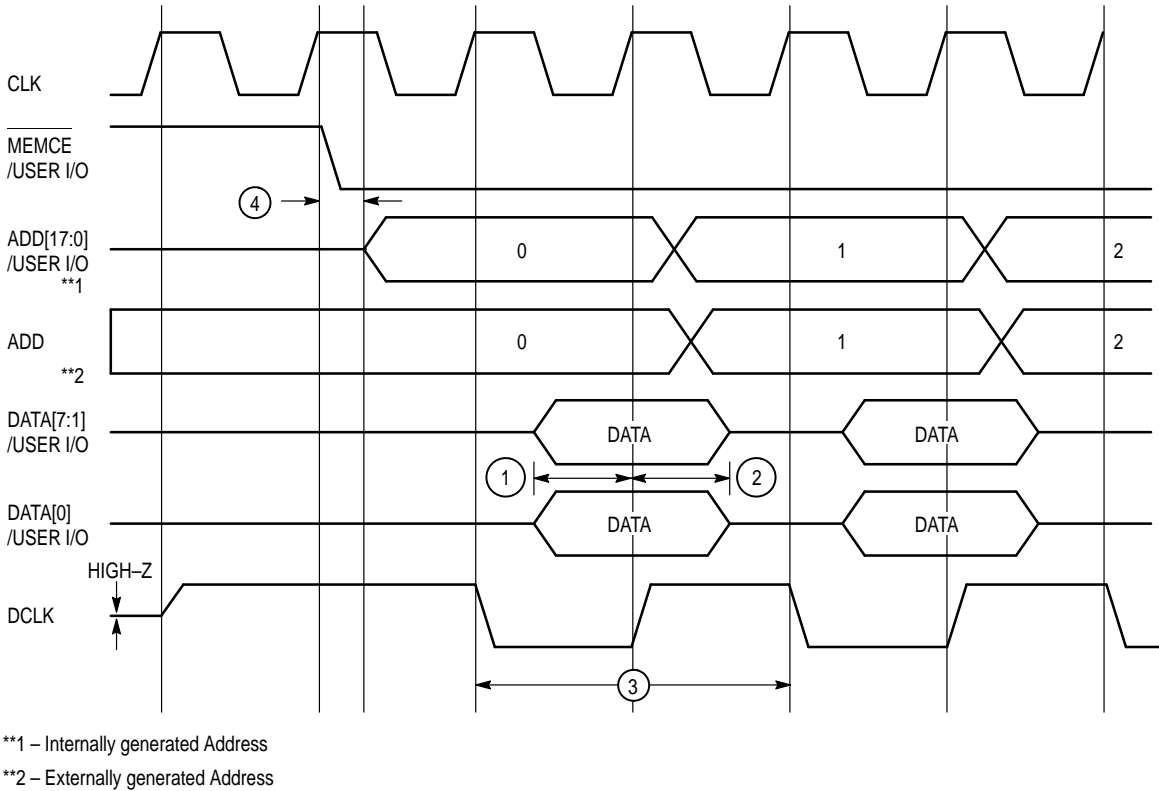 CLK
MEMCE
/USER I/O
4
ADD[17:0]
/USER I/O
**1
0
1
2
ADD
**2
0
1
2
DATA[7:1]
/USER I/O
DATA
DATA
1
2
DATA[0]
/USER I/O
DATA
DATA
HIGH–Z
DCLK
3
**1 – Internally generated Address
**2 – Externally generated Address